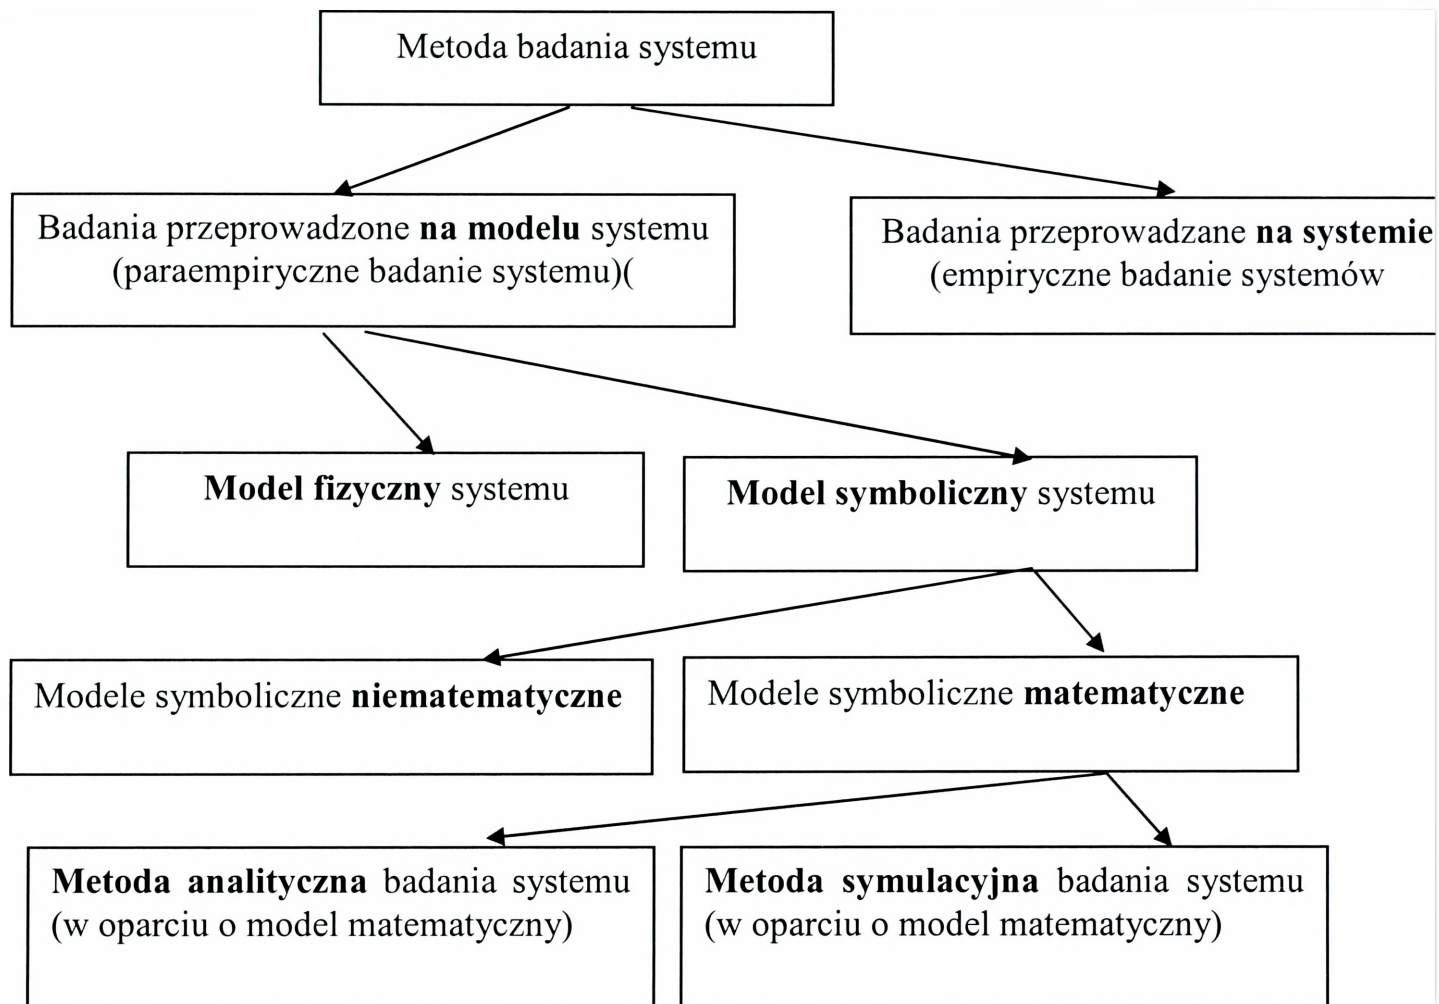 Metoda badania systemu
Badania przeprowadzone na modelu systemu
(paraempiryczne badanie systemu)(
Badania przeprowadzane na systemie
(empiryczne badanie systemów
Model fizyczny systemu
Model symboliczny systemu
Modele symboliczne niematematyczne
Modele symboliczne matematyczne
Metoda analityczna badania systemu
(w oparciu o model matematyczny)
Metoda symulacyjna badania systemu
(w oparciu o model matematyczny)